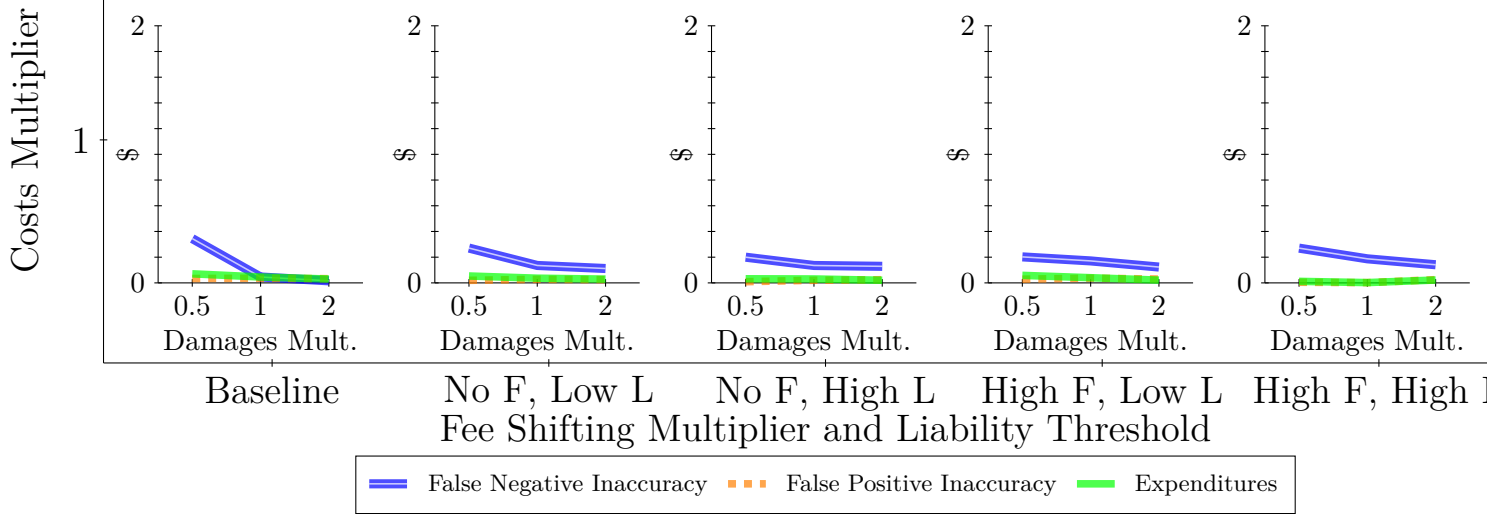 Costs Multiplier
1
2
0
$
0.5 1 2
Damages Mult.
2
0
$
0.5 1 2
Damages Mult.
2
0
$
0.5 1 2
Damages Mult.
2
0
$
0.5 1 2
Damages Mult.
2
0
$
0.5 1 2
Damages Mult.
Baseline No F, Low L No F, High L High F, Low L High F, High
Fee Shifting Multiplier and Liability Threshold
False Negative Inaccuracy False Positive Inaccuracy Expenditures